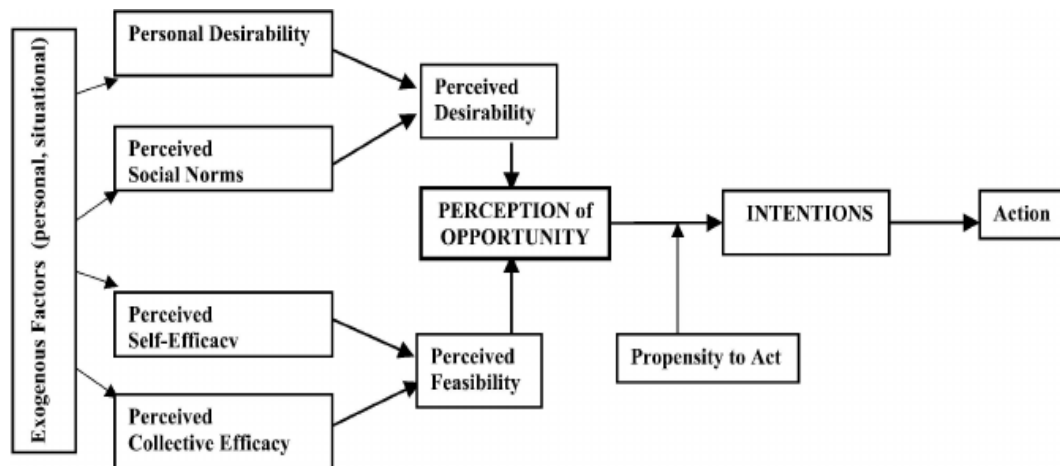 Exogenous Factors (personal, situational)
Personal Desirability
Perceived
Social Norms
Perceived
Self-Efficacy
Perceived
Collective Efficacy
Perceived
Desirability
Perceived
Feasibility
PERCEPTION of
OPPORTUNITY
Propensity to Act
INTENTIONS
Action